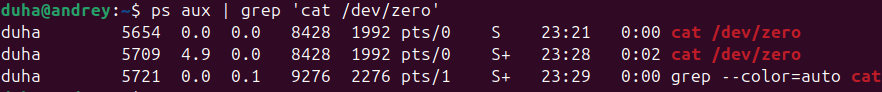 duha@andrey:~$ ps aux | grep 'cat /dev/zero'
duha 5654 0.0 0.0 8428 1992 pts/0 S 23:21 0:00 cat /dev/zero
duha 5709 4.9 0.0 8428 1992 pts/0 S+ 23:28 0:02 cat /dev/zero
duha 5721 0.0 0.1 9276 2276 pts/1 S+ 23:29 0:00 grep --color=auto cat